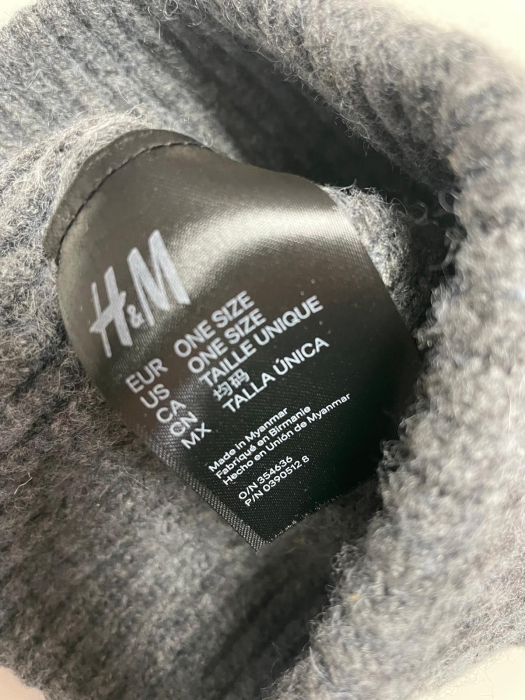 H&M
EUR ONE SIZE
US ONE SIZE
CA TAILLE UNIQUE
CN 均码
MX TALLA ÚNICA
Made in Myanmar
Fabriqué en Birmanie
Hecho en Unión de Myanmar
O/N 354636
P/N 0390512 8